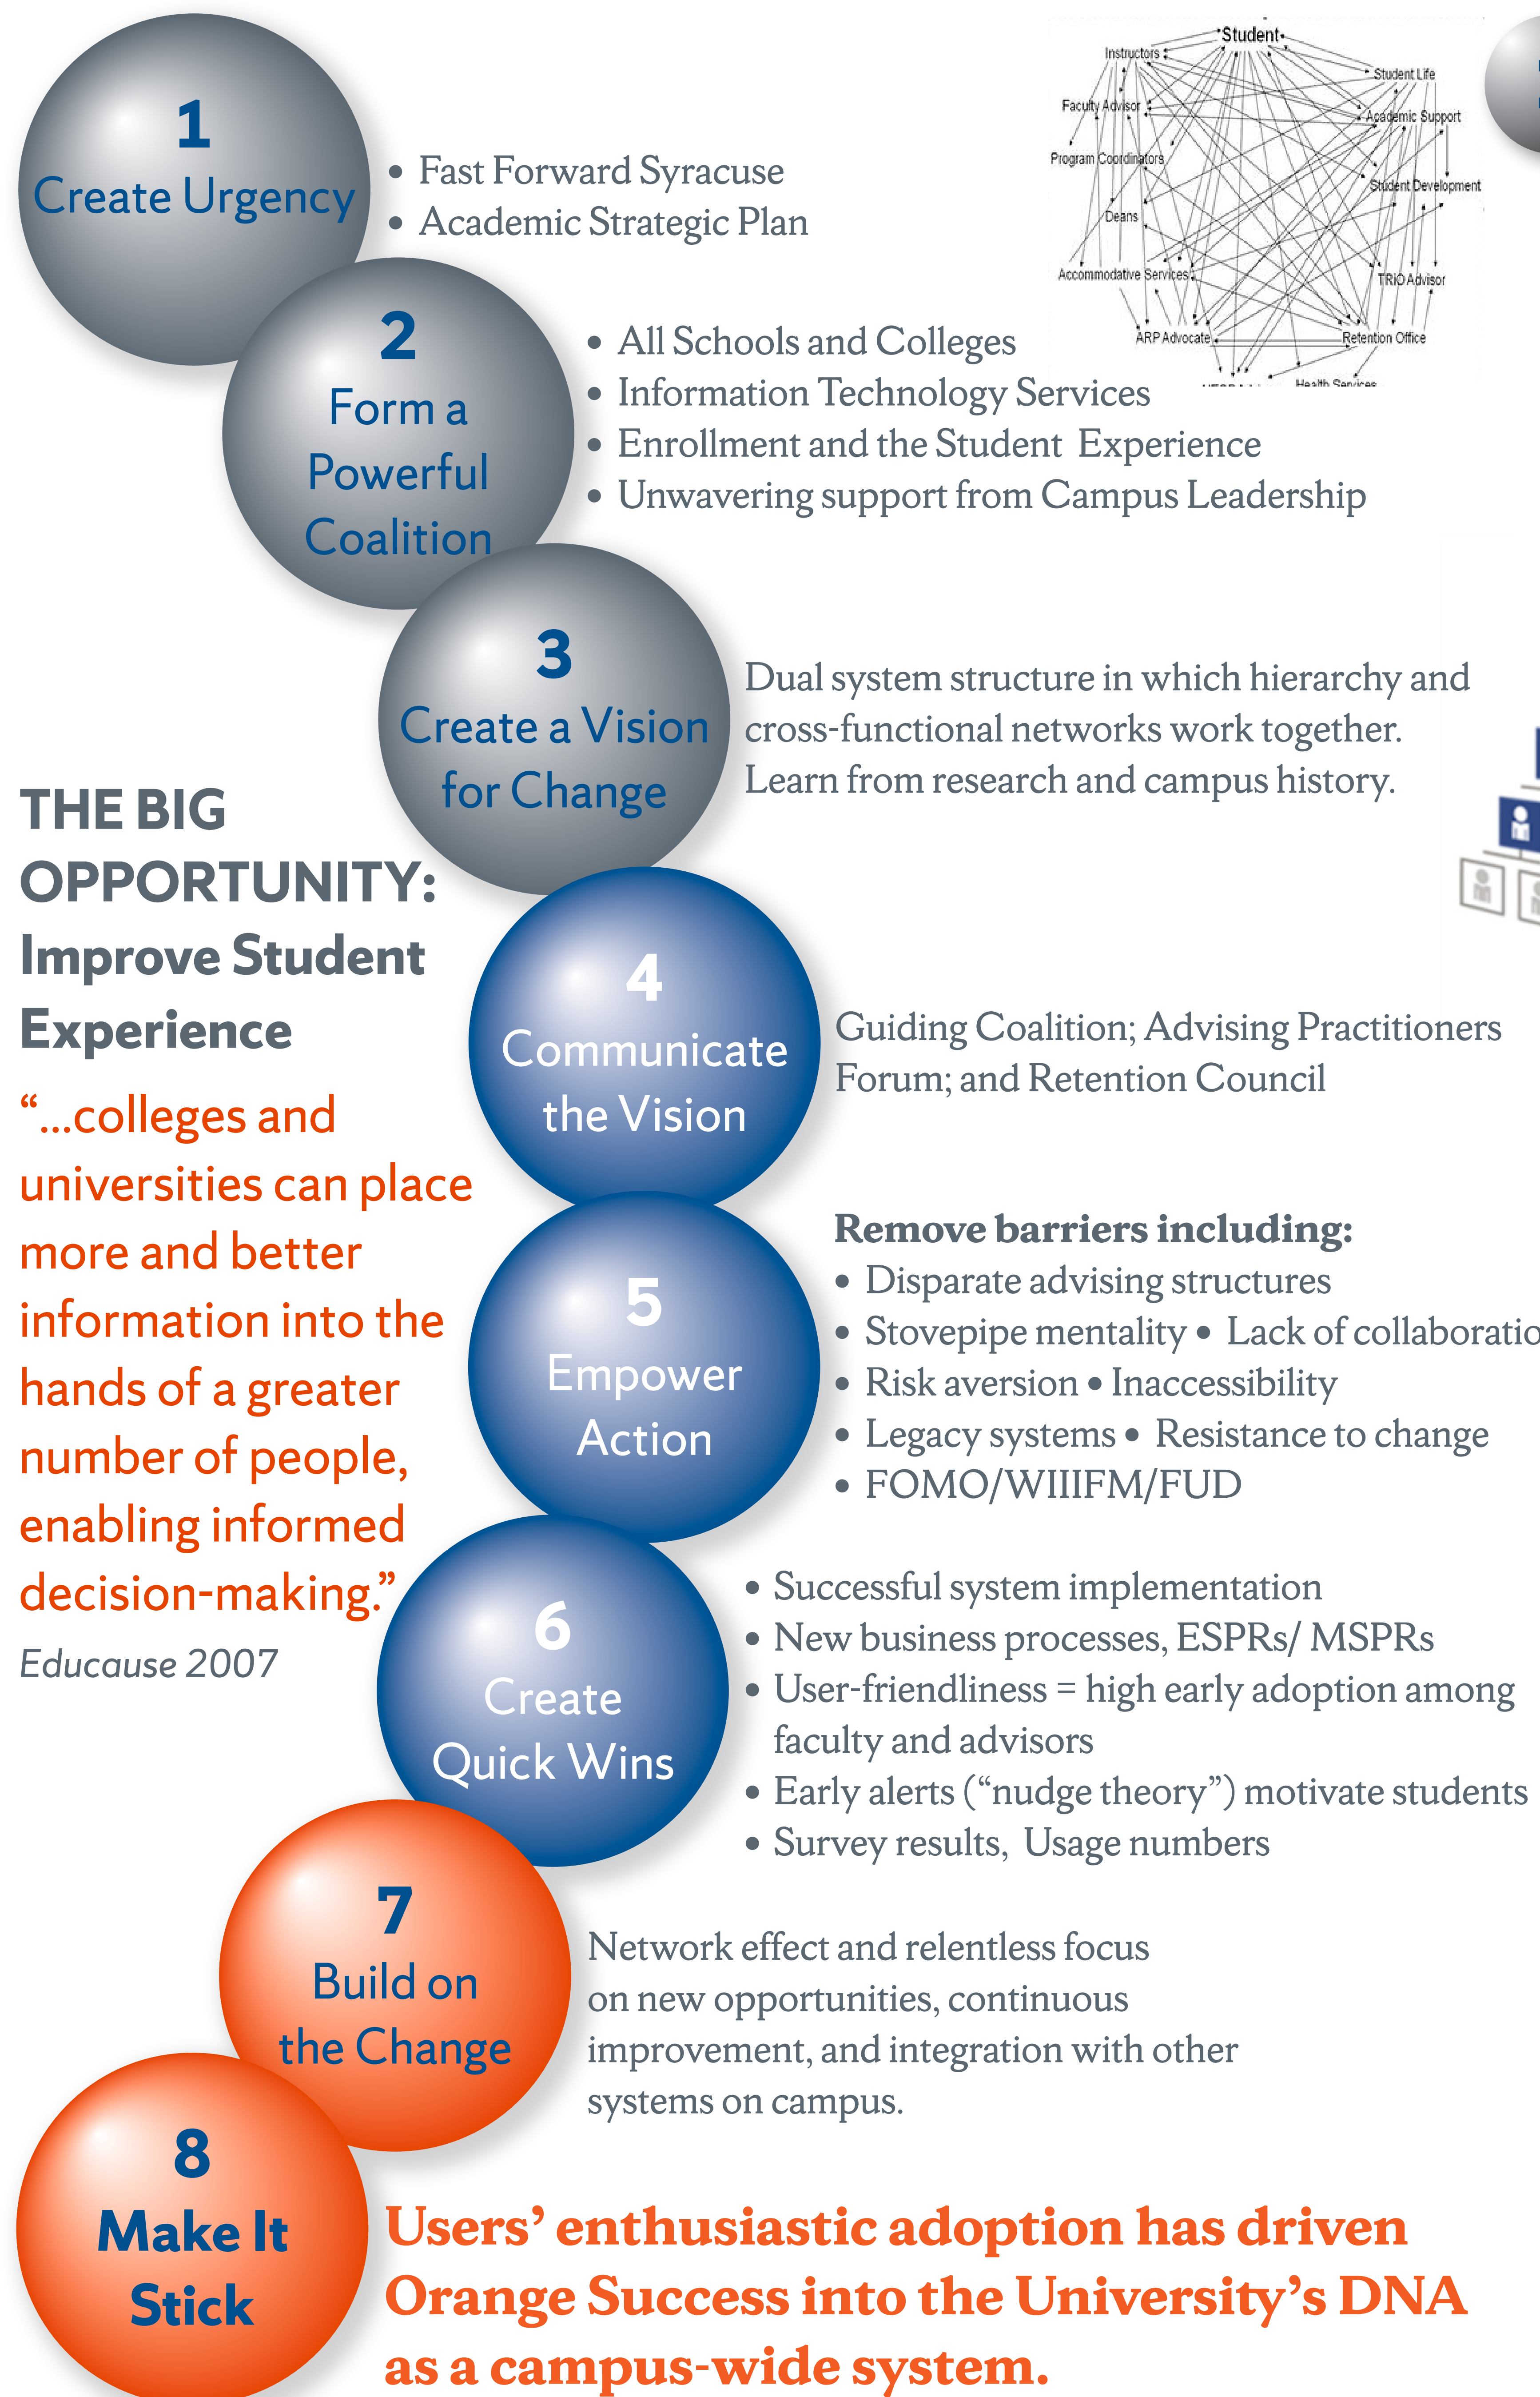 1
Create Urgency
• Fast Forward Syracuse
• Academic Strategic Plan
Student
Instructors
Student Life
Faculty Advisor
Academic Support
Program Coordinators
Student Development
Deans
Accommodative Services
TRiO Advisor
ARP Advocate
Retention Office
Health Services
2
Form a
Powerful
Coalition
• All Schools and Colleges
• Information Technology Services
• Enrollment and the Student Experience
• Unwavering support from Campus Leadership
3
Create a Vision
for Change
Dual system structure in which hierarchy and
cross-functional networks work together.
Learn from research and campus history.
THE BIG
OPPORTUNITY:
Improve Student
Experience
“...colleges and
universities can place
more and better
information into the
hands of a greater
number of people,
enabling informed
decision-making.”
Educause 2007
4
Communicate
the Vision
Guiding Coalition; Advising Practitioners
Forum; and Retention Council
5
Empower
Action
Remove barriers including:
• Disparate advising structures
• Stovepipe mentality • Lack of collaboratio
• Risk aversion • Inaccessibility
• Legacy systems • Resistance to change
• FOMO/WIIIFM/FUD
6
Create
Quick Wins
• Successful system implementation
• New business processes, ESPRs/ MSPRs
• User-friendliness = high early adoption among
faculty and advisors
• Early alerts (“nudge theory”) motivate students
• Survey results, Usage numbers
7
Build on
the Change
Network effect and relentless focus
on new opportunities, continuous
improvement, and integration with other
systems on campus.
8
Make It
Stick
Users’ enthusiastic adoption has driven
Orange Success into the University’s DNA
as a campus-wide system.